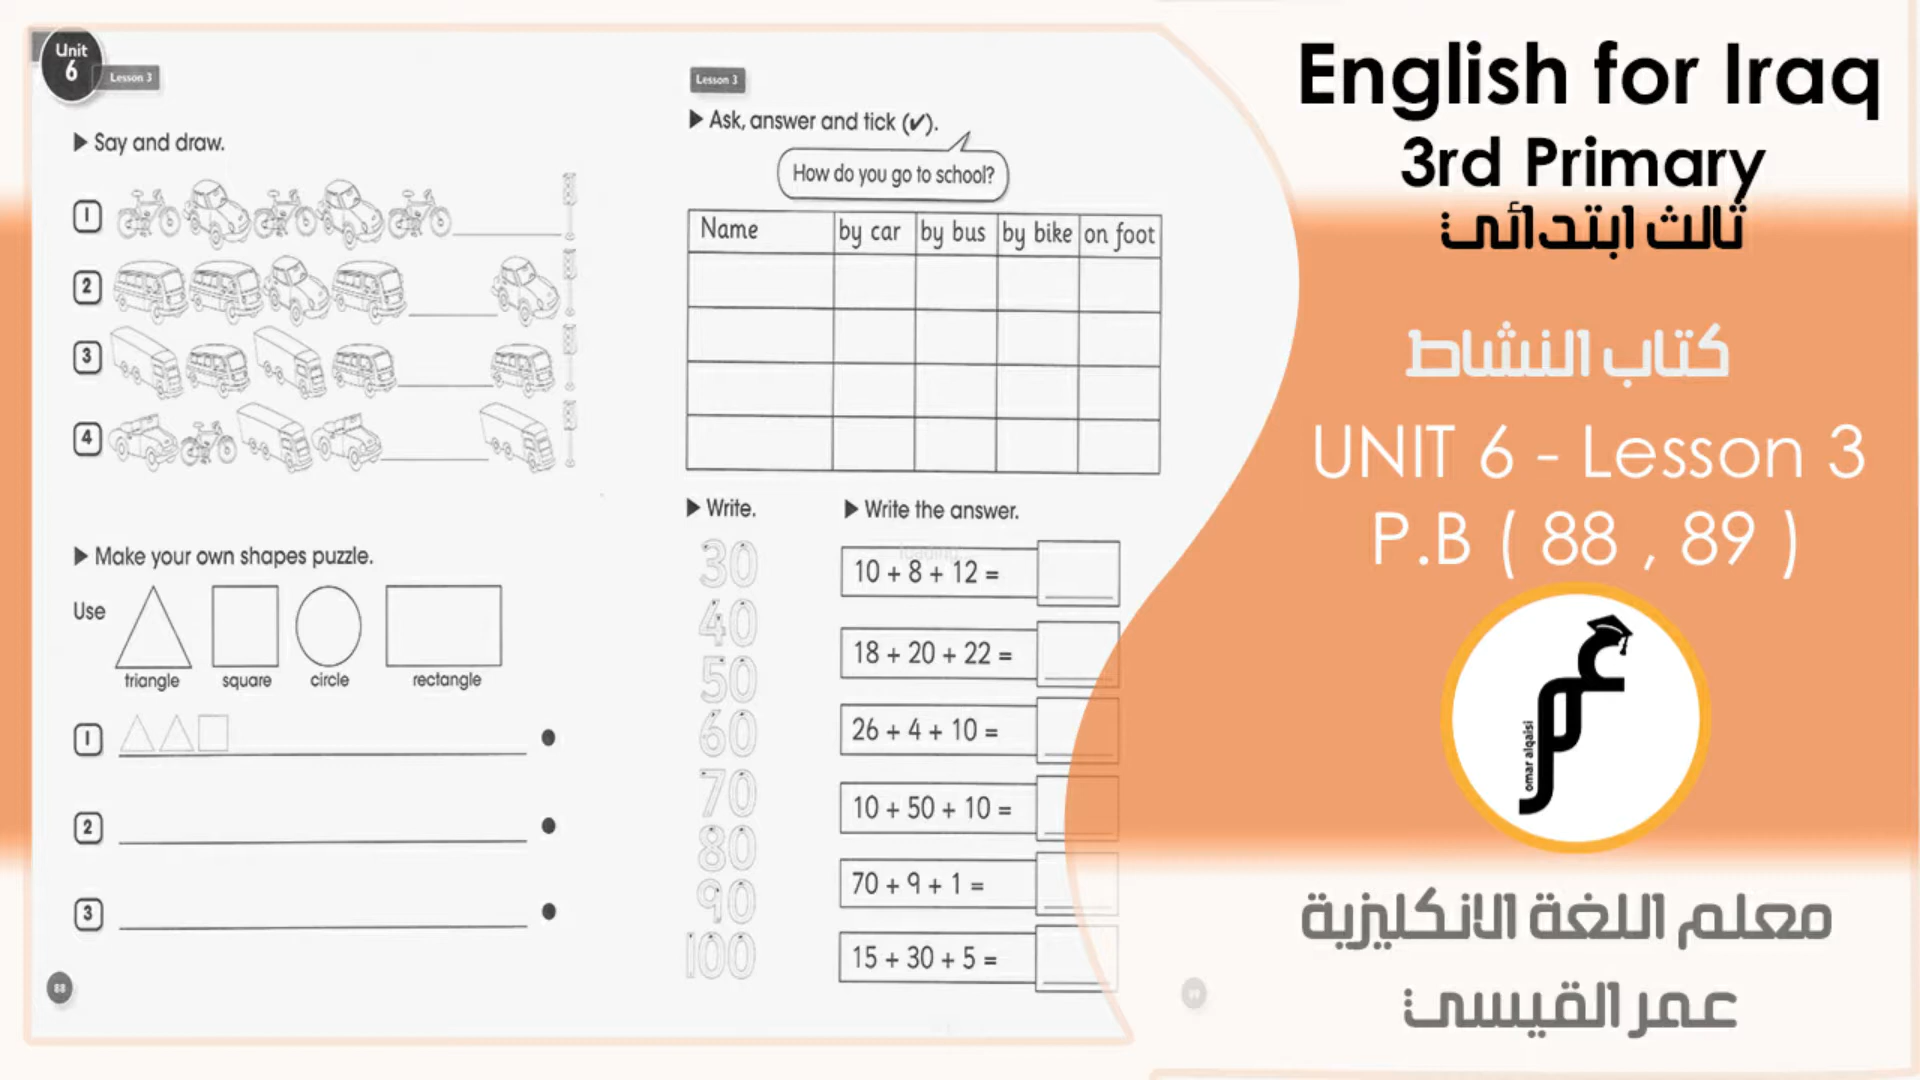 Unit
6
Lesson 3
Say and draw.
1
2
3
4
Make your own shapes puzzle.
Use
triangle
square
circle
rectangle
1
2
3
88
Lesson 3
Ask, answer and tick (✔).
How do you go to school?
Name by car by bus by bike on foot
Write.
30
40
50
60
70
80
90
100
Write the answer.
loading
10 + 8 + 12 =
18 + 20 + 22 =
26 + 4 + 10 =
10 + 50 + 10 =
70 + 9 + 1 =
15 + 30 + 5 =
English for Iraq
3rd Primary
ثالث ابتدائي
كتاب النشاط
UNIT 6 - Lesson 3
P.B ( 88 , 89 )
عمر
omar alqaisi
معلم اللغة الانكليزية
عمر القيسي